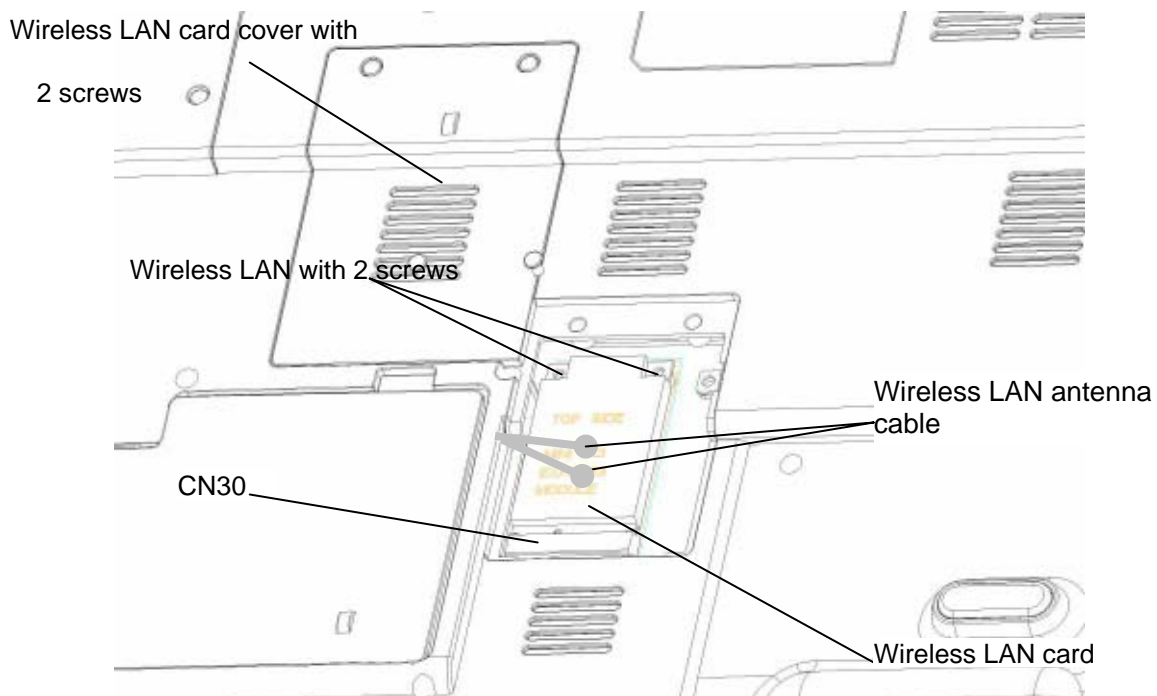 Wireless LAN card cover with
2 screws
Wireless LAN with 2 screws
Wireless LAN antenna
cable
TOP SIDE
MODULE
CN30
Wireless LAN card